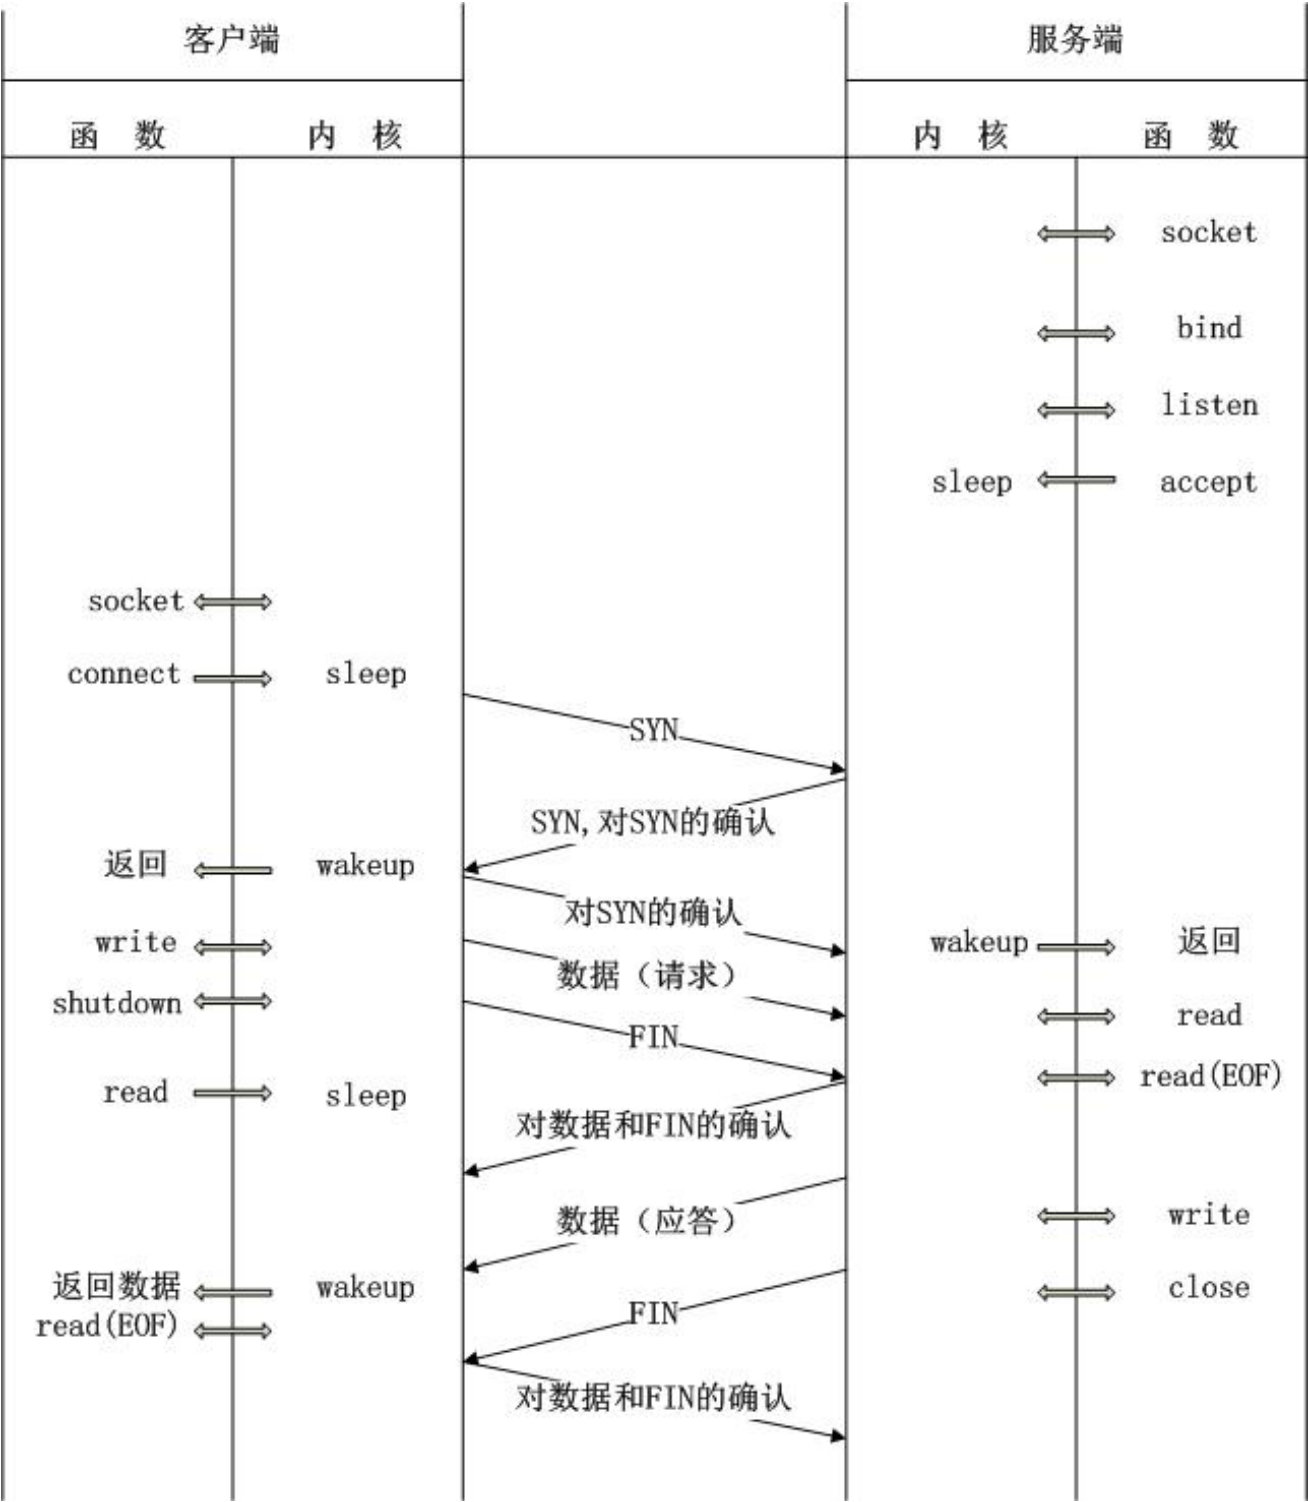 客户端
服务端
函 数
内 核
内 核
函 数
socket
bind
listen
sleep
accept
socket
connect
sleep
SYN
SYN,对SYN的确认
返回
wakeup
对SYN的确认
write
wakeup
返回
数据（请求）
shutdown
read
FIN
read
sleep
read(EOF)
对数据和FIN的确认
数据（应答）
write
返回数据
wakeup
close
FIN
read(EOF)
对数据和FIN的确认